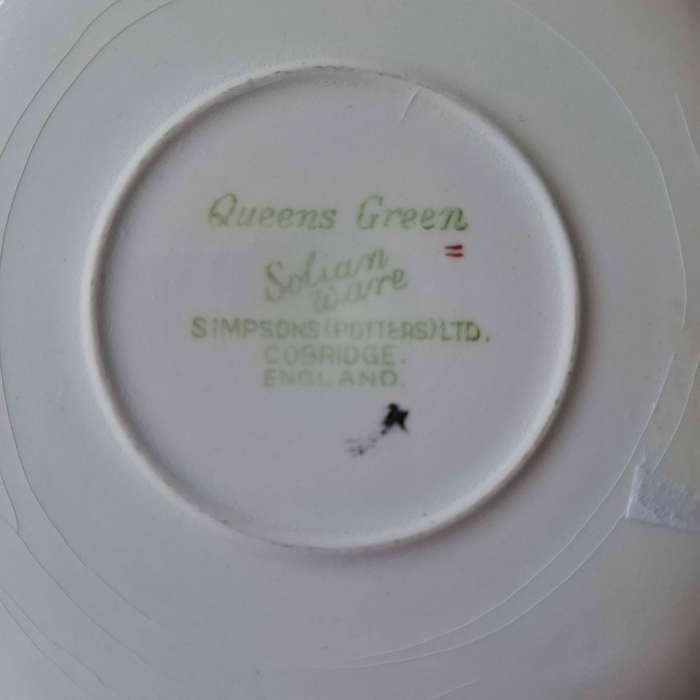 Queens Green
Solian
ware
SIMPSONS (POTTERS) LTD.
COBRIDGE.
ENGLAND.